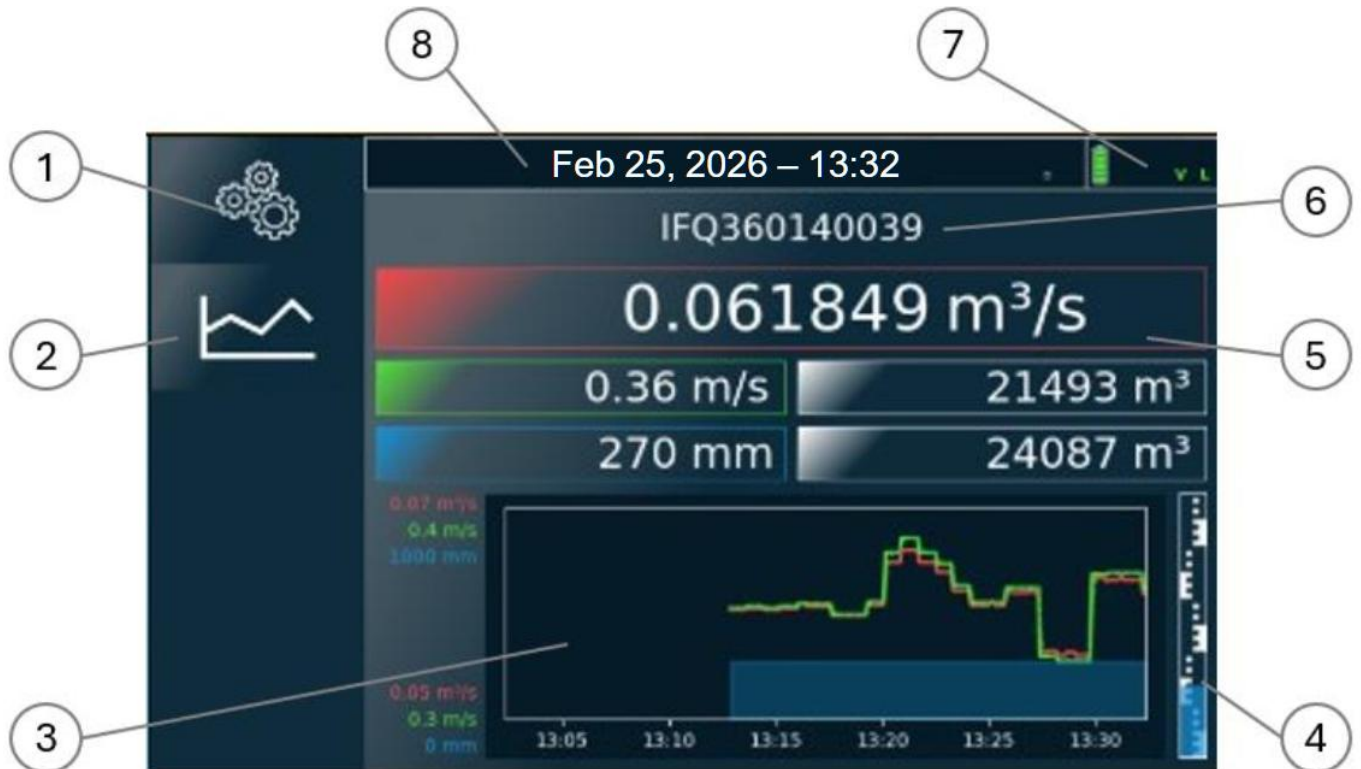 8
7
1
Feb 25, 2026 – 13:32
V L
IFQ360140039
6
0.061849 m³/s
2
5
0.36 m/s
21493 m³
270 mm
24087 m³
0.07 m³/s
0.4 m/s
1000 mm
0.05 m³/s
0.3 m/s
0 mm
13:05 13:10 13:15 13:20 13:25 13:30
3
4